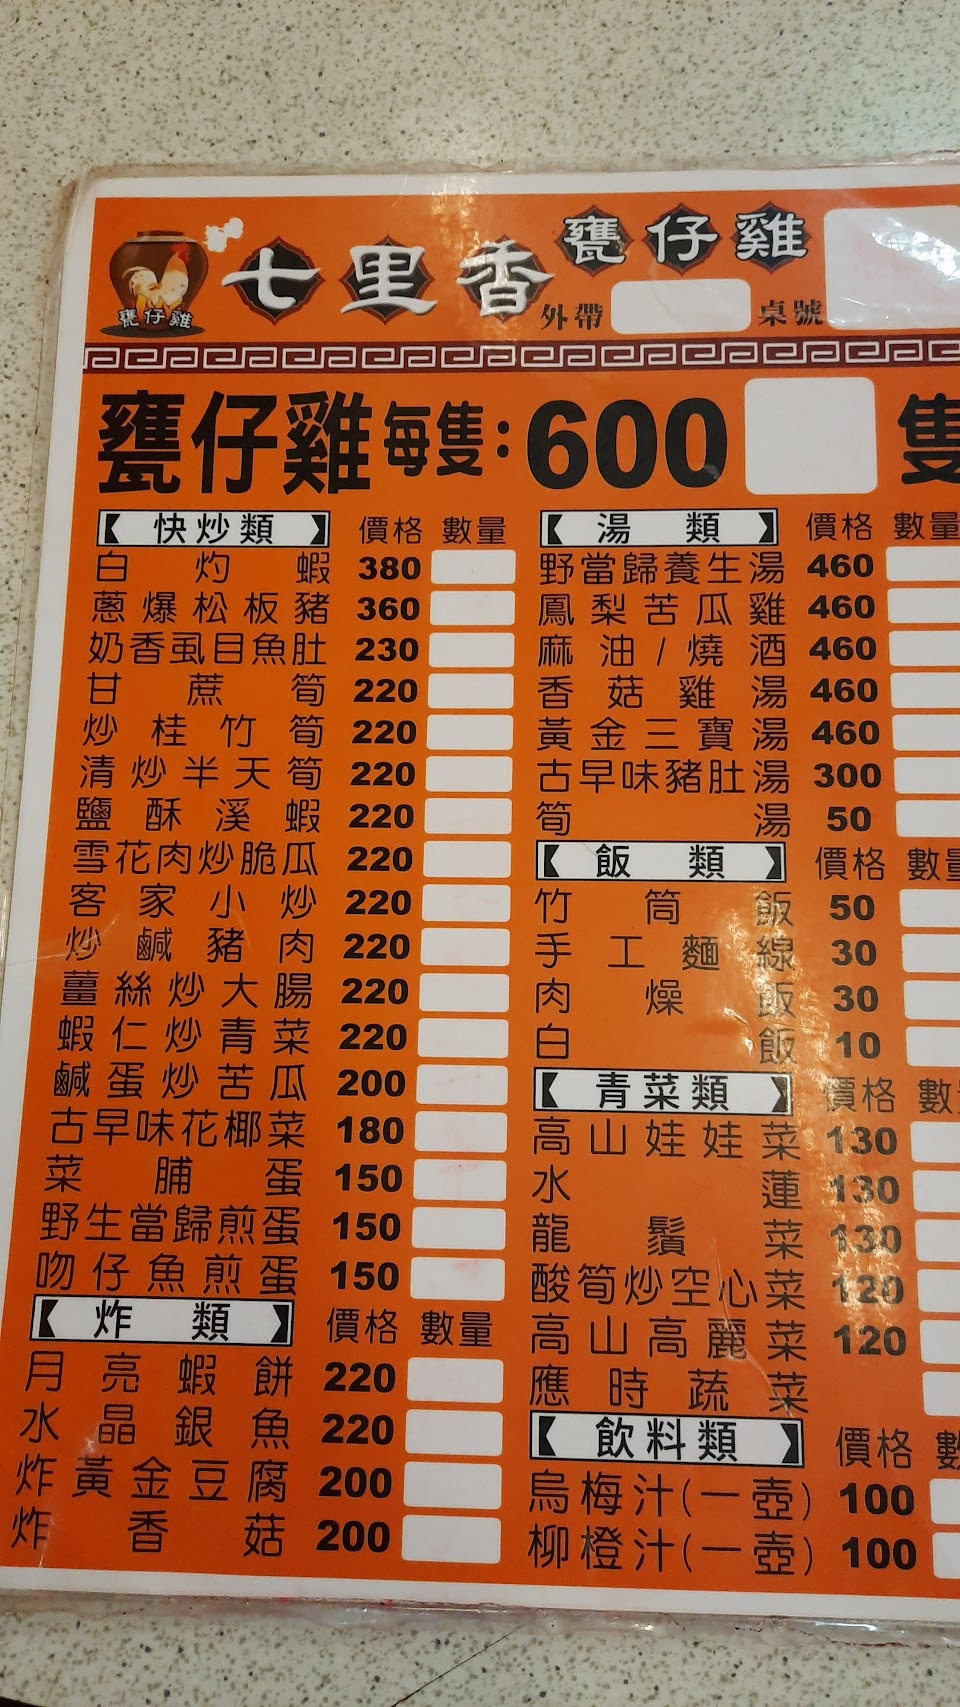 七里香甕仔雞
甕仔雞
外帶 桌號
甕仔雞每隻：600 隻
【快炒類】 價格 數量
白灼蝦 380
蔥爆松板豬 360
奶香虱目魚肚 230
甘蔗筍 220
炒桂竹筍 220
清炒半天筍 220
鹽酥溪蝦 220
雪花肉炒脆瓜 220
客家小炒 220
炒鹹豬肉 220
薑絲炒大腸 220
蝦仁炒青菜 220
鹹蛋炒苦瓜 200
古早味花椰菜 180
菜脯蛋 150
野生當歸煎蛋 150
吻仔魚煎蛋 150
【炸類】 價格 數量
月亮蝦餅 220
水晶銀魚 220
炸黃金豆腐 200
炸香菇 200
【湯類】 價格 數量
野當歸養生湯 460
鳳梨苦瓜雞 460
麻油/燒酒 460
香菇雞湯 460
黃金三寶湯 460
古早味豬肚湯 300
筍湯 50
【飯類】 價格 數量
竹筒飯 50
手工麵線 30
肉燥飯 30
白飯 10
【青菜類】 價格 數量
高山娃娃菜 130
水蓮 130
龍鬚菜 130
酸筍炒空心菜 120
高山高麗菜 120
應時蔬菜
【飲料類】 價格 數
烏梅汁(一壺) 100
柳橙汁(一壺) 100